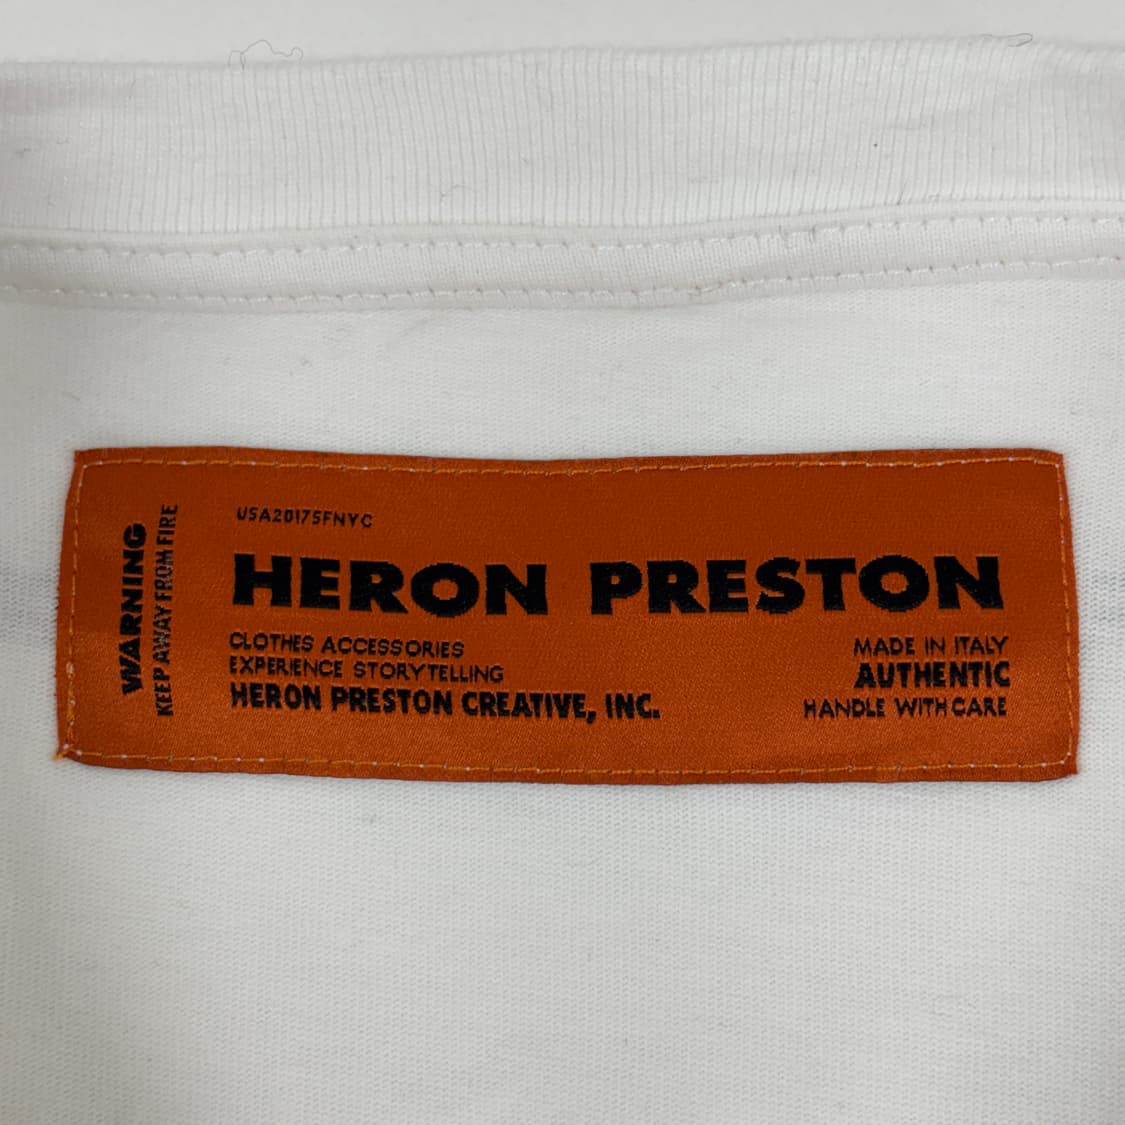 WARNING
KEEP AWAY FROM FIRE
USA20175FNYC
HERON PRESTON
CLOTHES ACCESSORIES
EXPERIENCE STORYTELLING
HERON PRESTON CREATIVE, INC.
MADE IN ITALY
AUTHENTIC
HANDLE WITH CARE